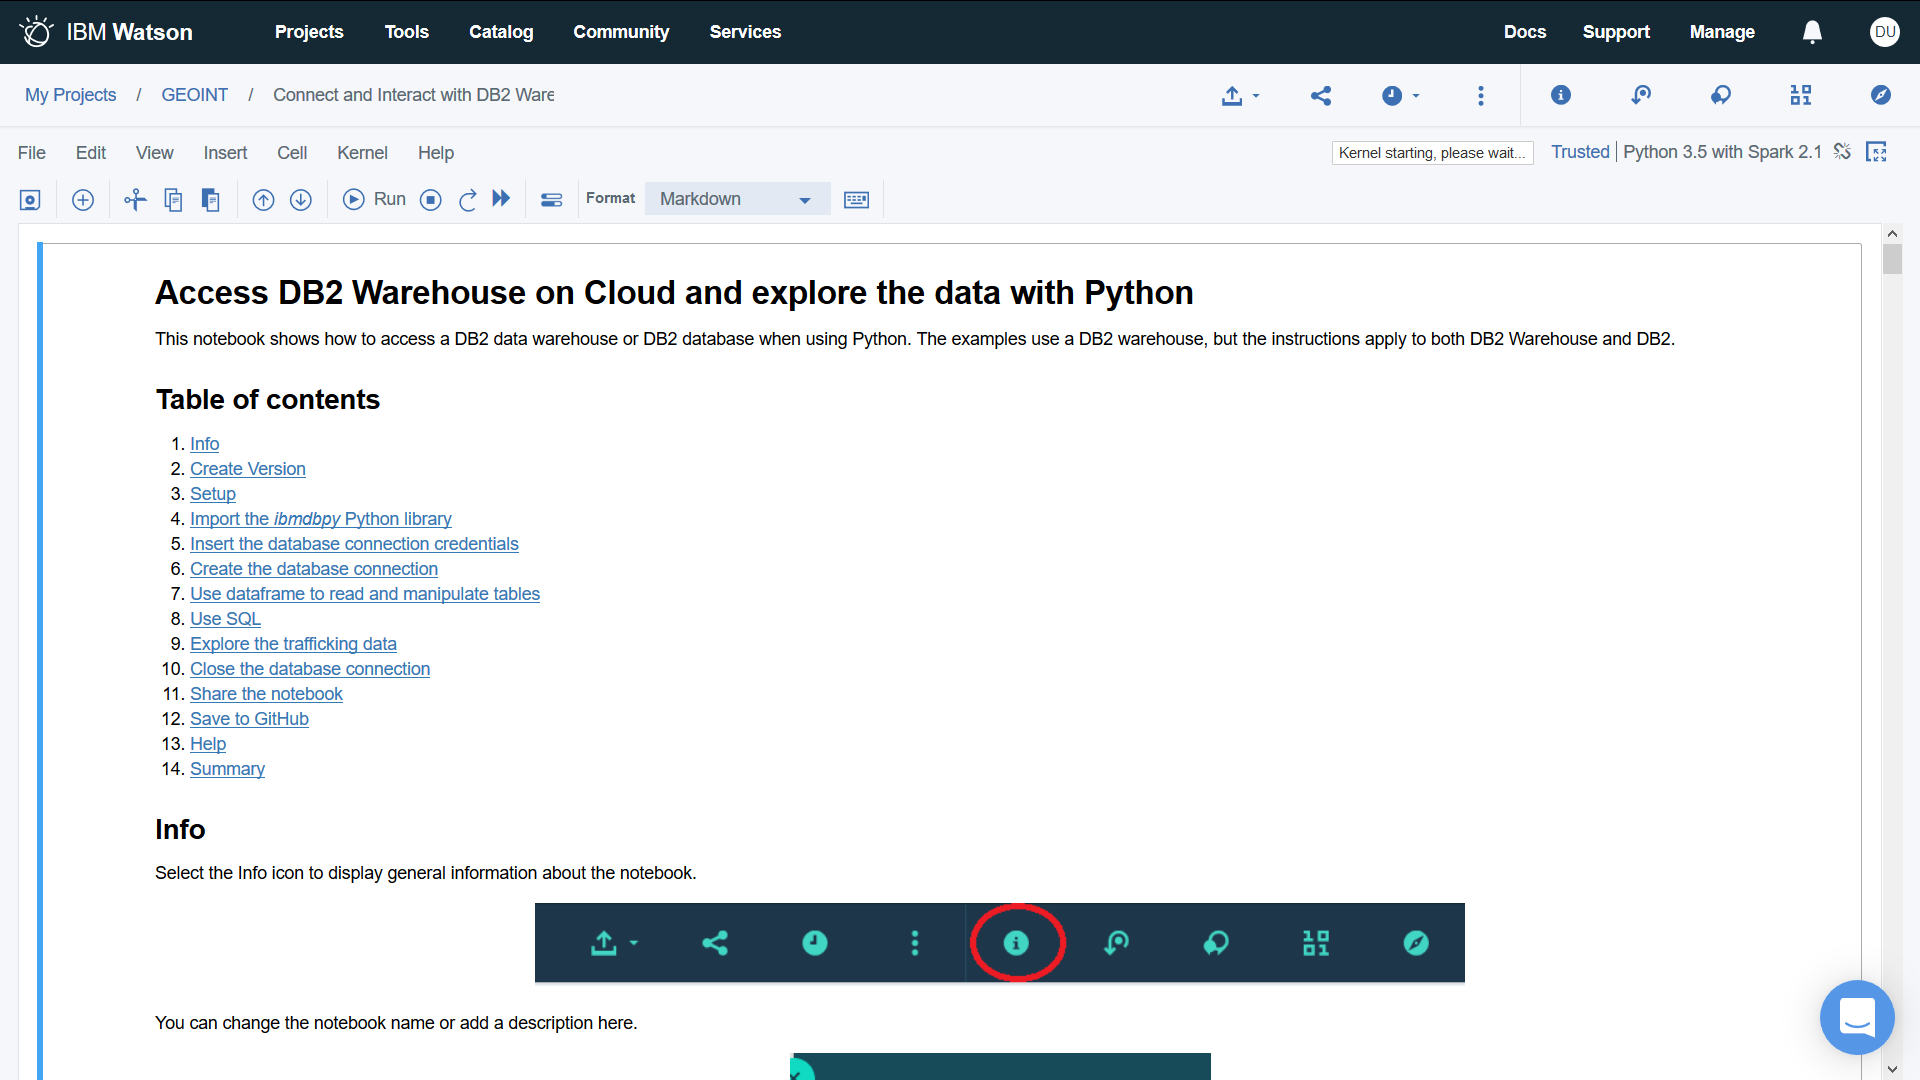 IBM Watson Projects Tools Catalog Community Services Docs Support Manage DU
My Projects / GEOINT / Connect and Interact with DB2 Ware
File Edit View Insert Cell Kernel Help Kernel starting, please wait... Trusted Python 3.5 with Spark 2.1
Run Format Markdown
Access DB2 Warehouse on Cloud and explore the data with Python
This notebook shows how to access a DB2 data warehouse or DB2 database when using Python. The examples use a DB2 warehouse, but the instructions apply to both DB2 Warehouse and DB2.
Table of contents
1. Info
2. Create Version
3. Setup
4. Import the ibmdbpy Python library
5. Insert the database connection credentials
6. Create the database connection
7. Use dataframe to read and manipulate tables
8. Use SQL
9. Explore the trafficking data
10. Close the database connection
11. Share the notebook
12. Save to GitHub
13. Help
14. Summary
Info
Select the Info icon to display general information about the notebook.
You can change the notebook name or add a description here.